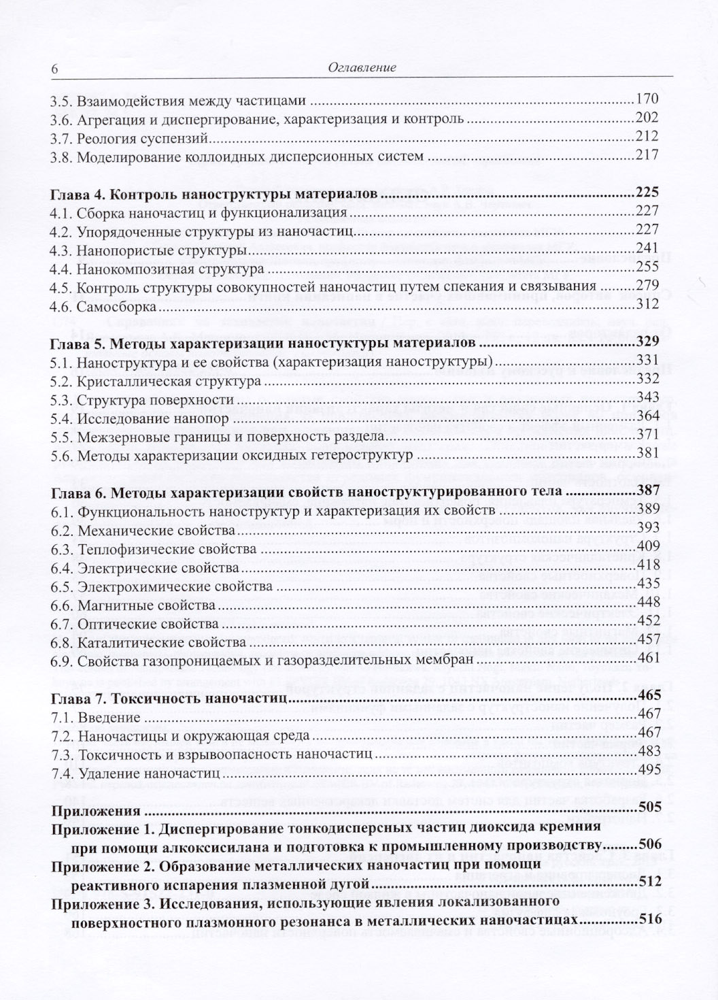 6
Оглавление
3.5. Взаимодействия между частицами ........ 170
3.6. Агрегация и диспергирование, характеризация и контроль ........ 202
3.7. Реология суспензий ........ 212
3.8. Моделирование коллоидных дисперсионных систем ........ 217
Глава 4. Контроль наноструктуры материалов ........ 225
4.1. Сборка наночастиц и функционализация ........ 227
4.2. Упорядоченные структуры из наночастиц ........ 227
4.3. Нанопористые структуры ........ 241
4.4. Нанокомпозитная структура ........ 255
4.5. Контроль структуры совокупностей наночастиц путем спекания и связывания ........ 279
4.6. Самосборка ........ 312
Глава 5. Методы характеризации наностуктуры материалов ........ 329
5.1. Наноструктура и ее свойства (характеризация наноструктуры) ........ 331
5.2. Кристаллическая структура ........ 332
5.3. Структура поверхности ........ 343
5.4. Исследование нанопор ........ 364
5.5. Межзерновые границы и поверхность раздела ........ 371
5.6. Методы характеризации оксидных гетероструктур ........ 381
Глава 6. Методы характеризации свойств наноструктурированного тела ........ 387
6.1. Функциональность наноструктур и характеризация их свойств ........ 389
6.2. Механические свойства ........ 393
6.3. Теплофизические свойства ........ 409
6.4. Электрические свойства ........ 418
6.5. Электрохимические свойства ........ 435
6.6. Магнитные свойства ........ 448
6.7. Оптические свойства ........ 452
6.8. Каталитические свойства ........ 457
6.9. Свойства газопроницаемых и газоразделительных мембран ........ 461
Глава 7. Токсичность наночастиц ........ 465
7.1. Введение ........ 467
7.2. Наночастицы и окружающая среда ........ 467
7.3. Токсичность и взрывоопасность наночастиц ........ 483
7.4. Удаление наночастиц ........ 495
Приложения ........ 505
Приложение 1. Диспергирование тонкодисперсных частиц диоксида кремния
при помощи алкоксисилана и подготовка к промышленному производству ........ 506
Приложение 2. Образование металлических наночастиц при помощи
реактивного испарения плазменной дугой ........ 512
Приложение 3. Исследования, использующие явления локализованного
поверхностного плазмонного резонанса в металлических наночастицах ........ 516